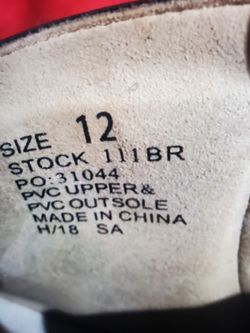 SIZE 12
STOCK 111BR
PO:31044
PVC UPPER&
PVC OUTSOLE
MADE IN CHINA
H/18 SA